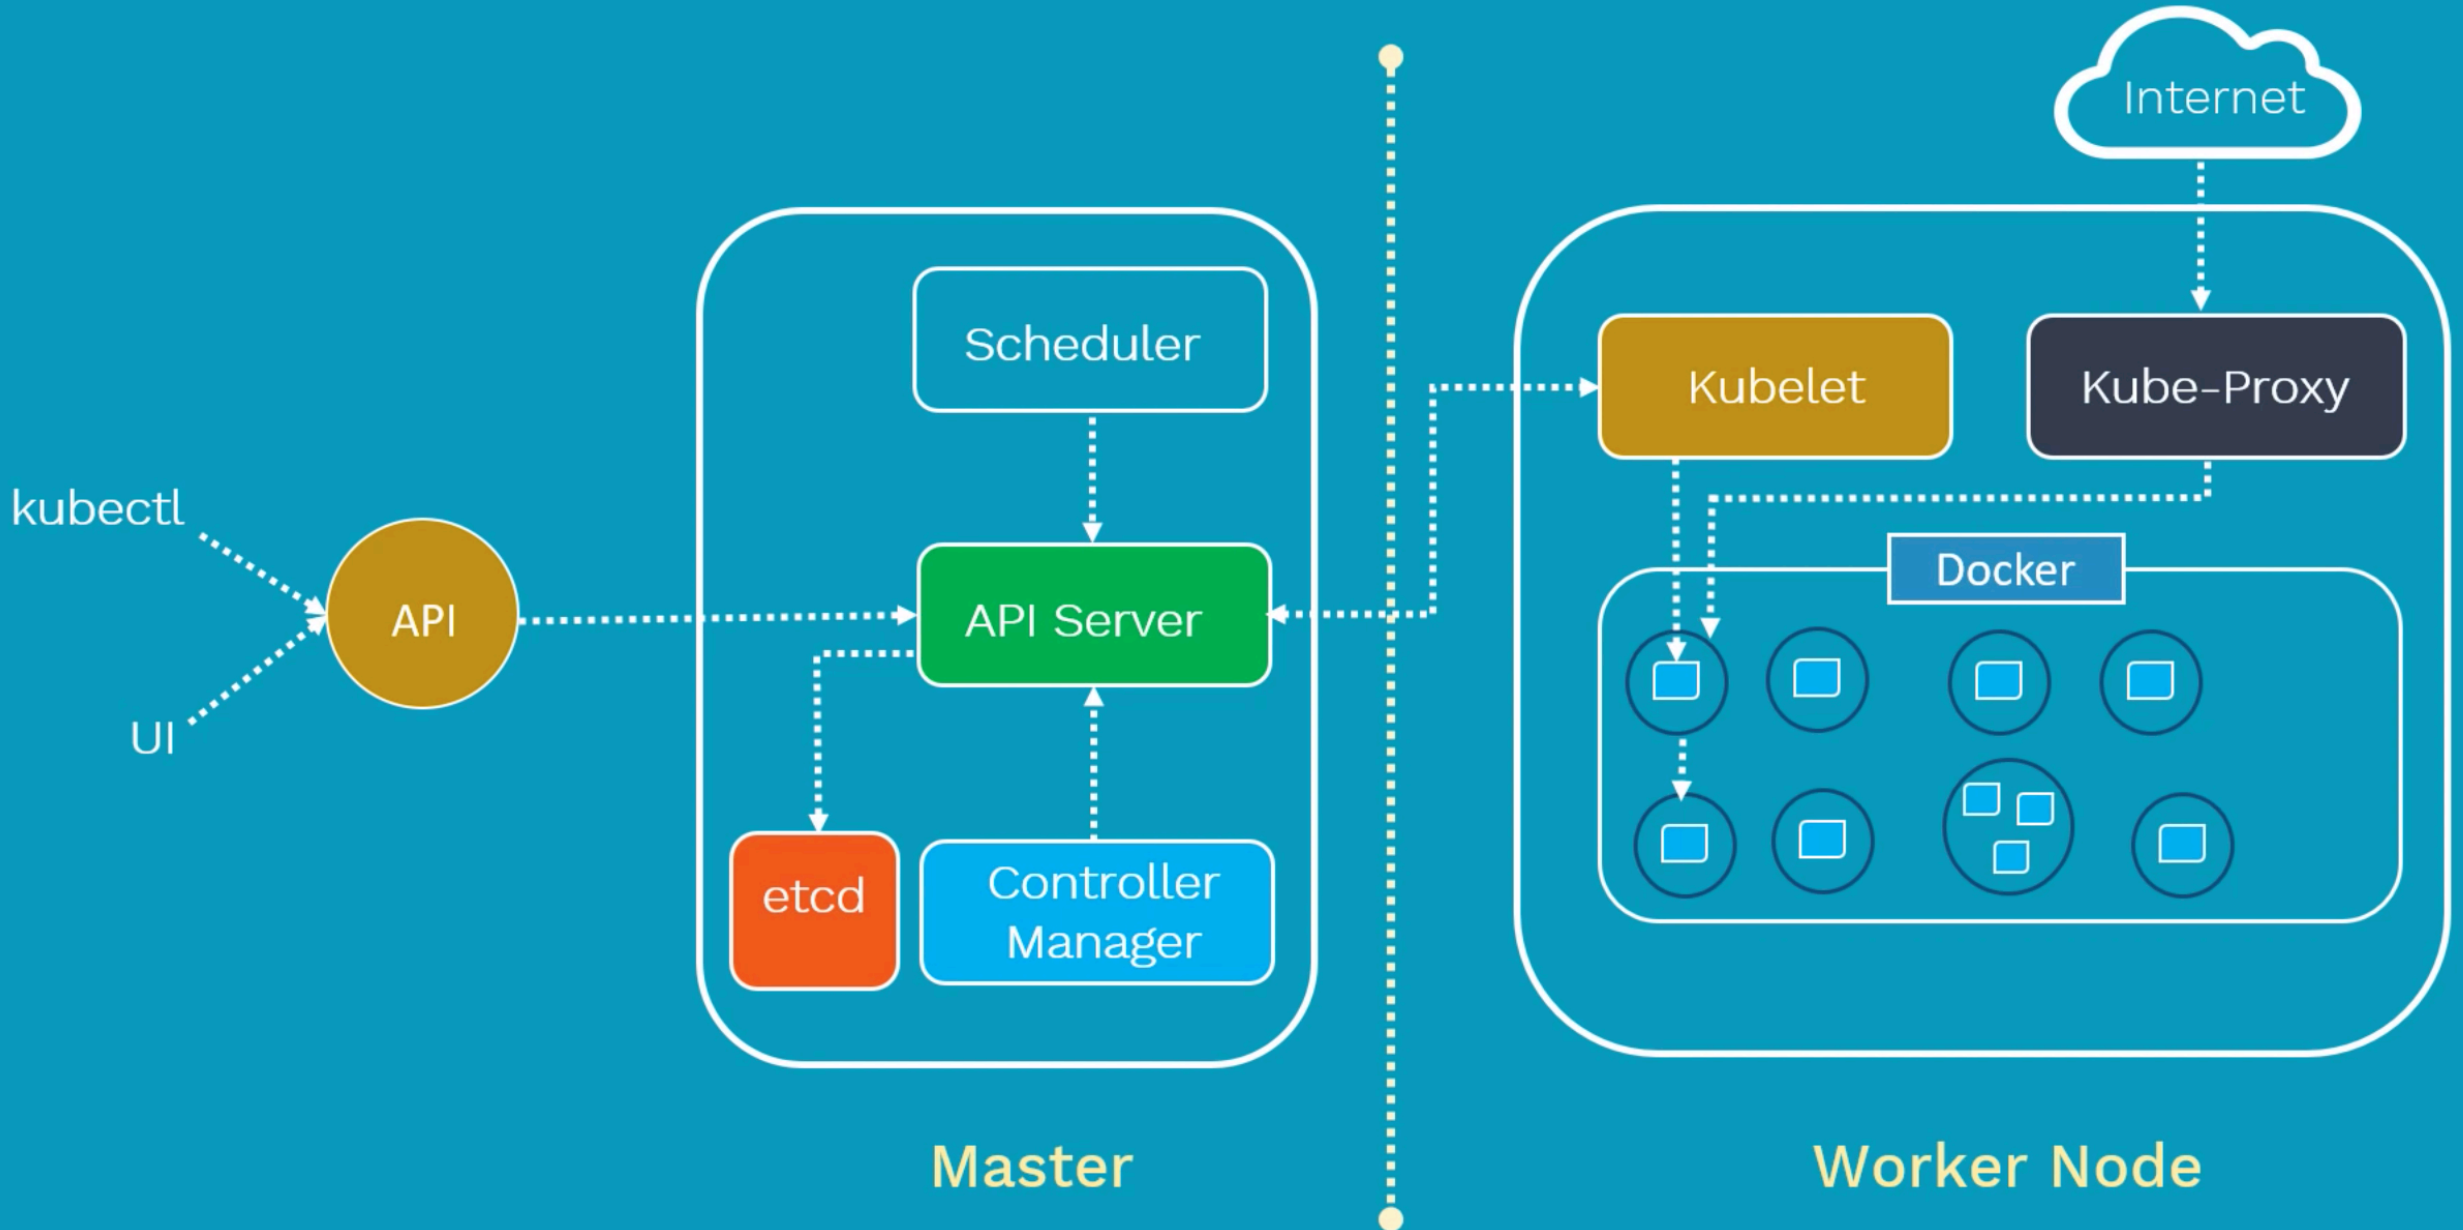 Internet
Scheduler
Kubelet
Kube-Proxy
kubectl
Docker
API
API Server
UI
etcd
Controller
Manager
Master
Worker Node